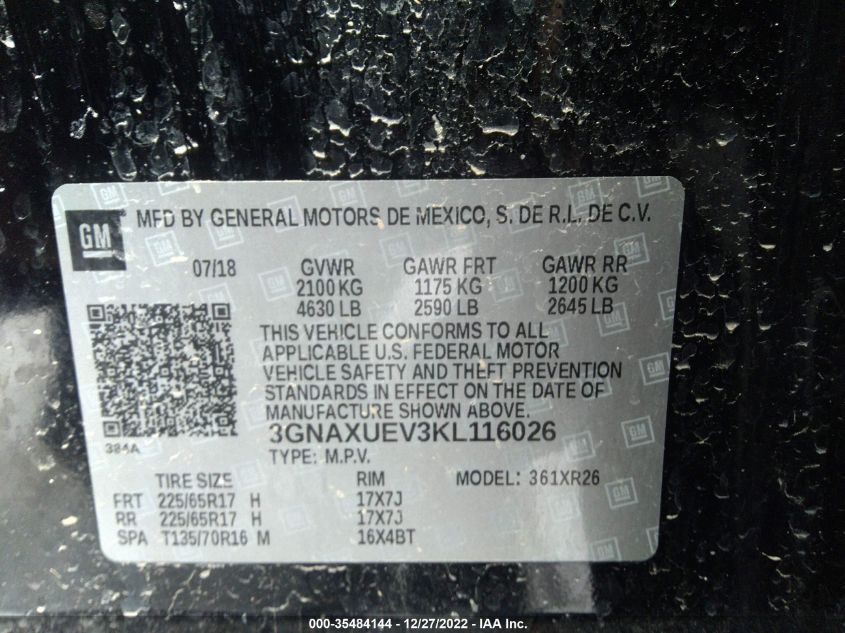 GM MFD BY GENERAL MOTORS DE MEXICO, S. DE R.L. DE C.V.
07/18 GVWR GAWR FRT GAWR RR
2100 KG 1175 KG 1200 KG
4630 LB 2590 LB 2645 LB
THIS VEHICLE CONFORMS TO ALL
APPLICABLE U.S. FEDERAL MOTOR
VEHICLE SAFETY AND THEFT PREVENTION
STANDARDS IN EFFECT ON THE DATE OF
MANUFACTURE SHOWN ABOVE.
3GNAXUEV3KL116026
384A
TYPE: M.P.V.
TIRE SIZE RIM MODEL: 361XR26
FRT 225/65R17 H 17X7J
RR 225/65R17 H 17X7J
SPA T135/70R16 M 16X4BT
000-35484144 - 12/27/2022 - IAA Inc.